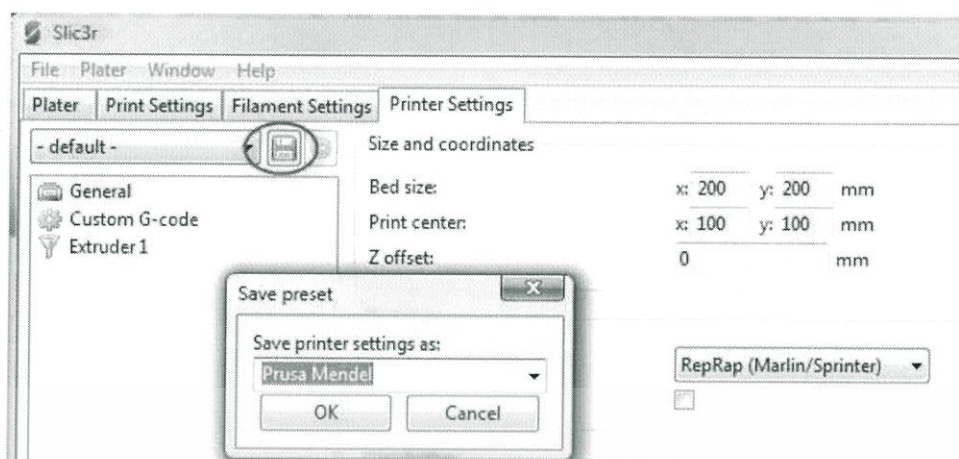 Slic3r
File Plater Window Help
Plater Print Settings Filament Settings Printer Settings
- default -
Size and coordinates
General
Bed size: x: 200 y: 200 mm
Custom G-code
Print center: x: 100 y: 100 mm
Extruder 1
Z offset: 0 mm
Save preset
Save printer settings as:
Prusa Mendel
RepRap (Marlin/Sprinter)
OK Cancel